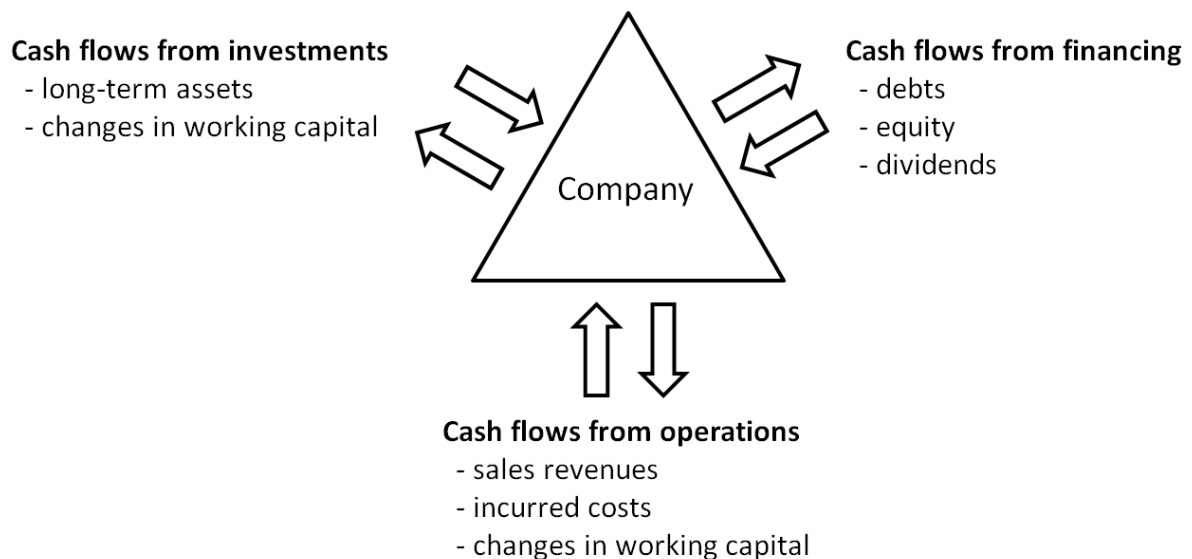 Cash flows from investments
- long-term assets
- changes in working capital
Cash flows from financing
- debts
- equity
- dividends
Company
Cash flows from operations
- sales revenues
- incurred costs
- changes in working capital